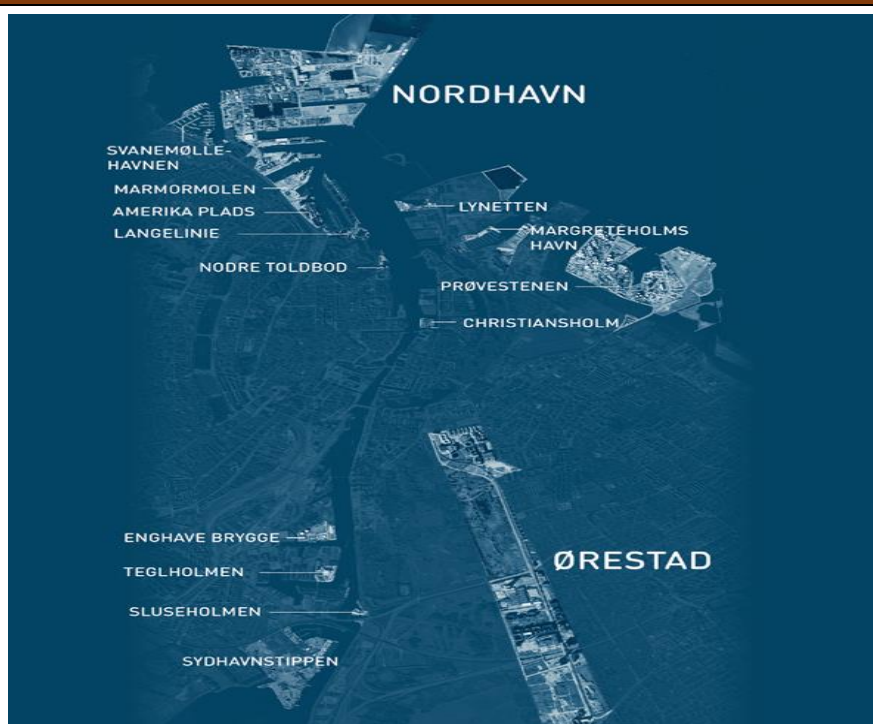 NORDHAVN
SVANEMØLLE-
HAVNEN
MARMORMOLEN
AMERIKA PLADS
LANGELINIE
LYNETTEN
MARGRETEHOLMS
HAVN
NODRE TOLDBOD
PRØVESTENEN
CHRISTIANSHOLM
ENGHAVE BRYGGE
ØRESTAD
TEGLHOLMEN
SLUSEHOLMEN
SYDHAVNSTIPPEN